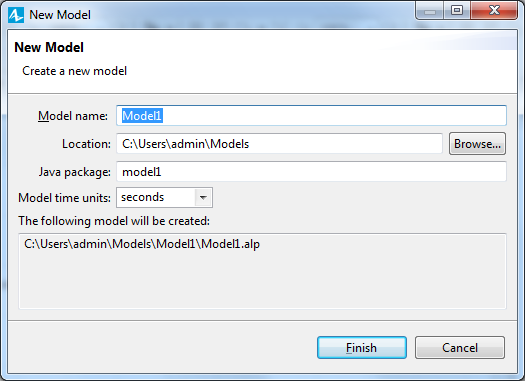 New Model
New Model
Create a new model
Model name: Model1
Location: C:\Users\admin\Models Browse...
Java package: model1
Model time units: seconds
The following model will be created:
C:\Users\admin\Models\Model1\Model1.alp
Finish Cancel